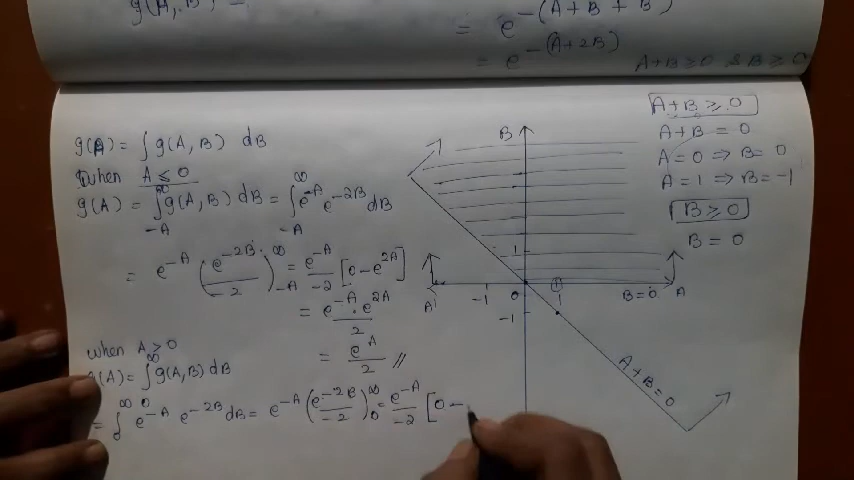 g(A, B) =
= e^-(A+B+B)
= e^-(A+2B)
A+B ≥ 0 & B ≥ 0
g(A) = ∫ g(A, B) dB
When A ≤ 0
g(A) = ∫_{-A}^{∞} g(A, B) dB = ∫_{-A}^{∞} e^{-A} e^{-2B} dB
= e^{-A} (e^{-2B}/-2)_{-A}^{∞} = e^{-A}/-2 [0 - e^{2A}]
= e^{-A} . e^{2A}/2
= e^{A}/2 //
when A > 0
g(A) = ∫_{0}^{∞} g(A, B) dB
= ∫_{0}^{∞} e^{-A} e^{-2B} dB = e^{-A} (e^{-2B}/-2)_{0}^{∞} = e^{-A}/-2 [0 -
B
1
-1 0 1
-1
A'
B=0 A
A+B=0
A+B ≥ 0
A+B = 0
A = 0 ⇒ B = 0
A = 1 ⇒ B = -1
B ≥ 0
B = 0